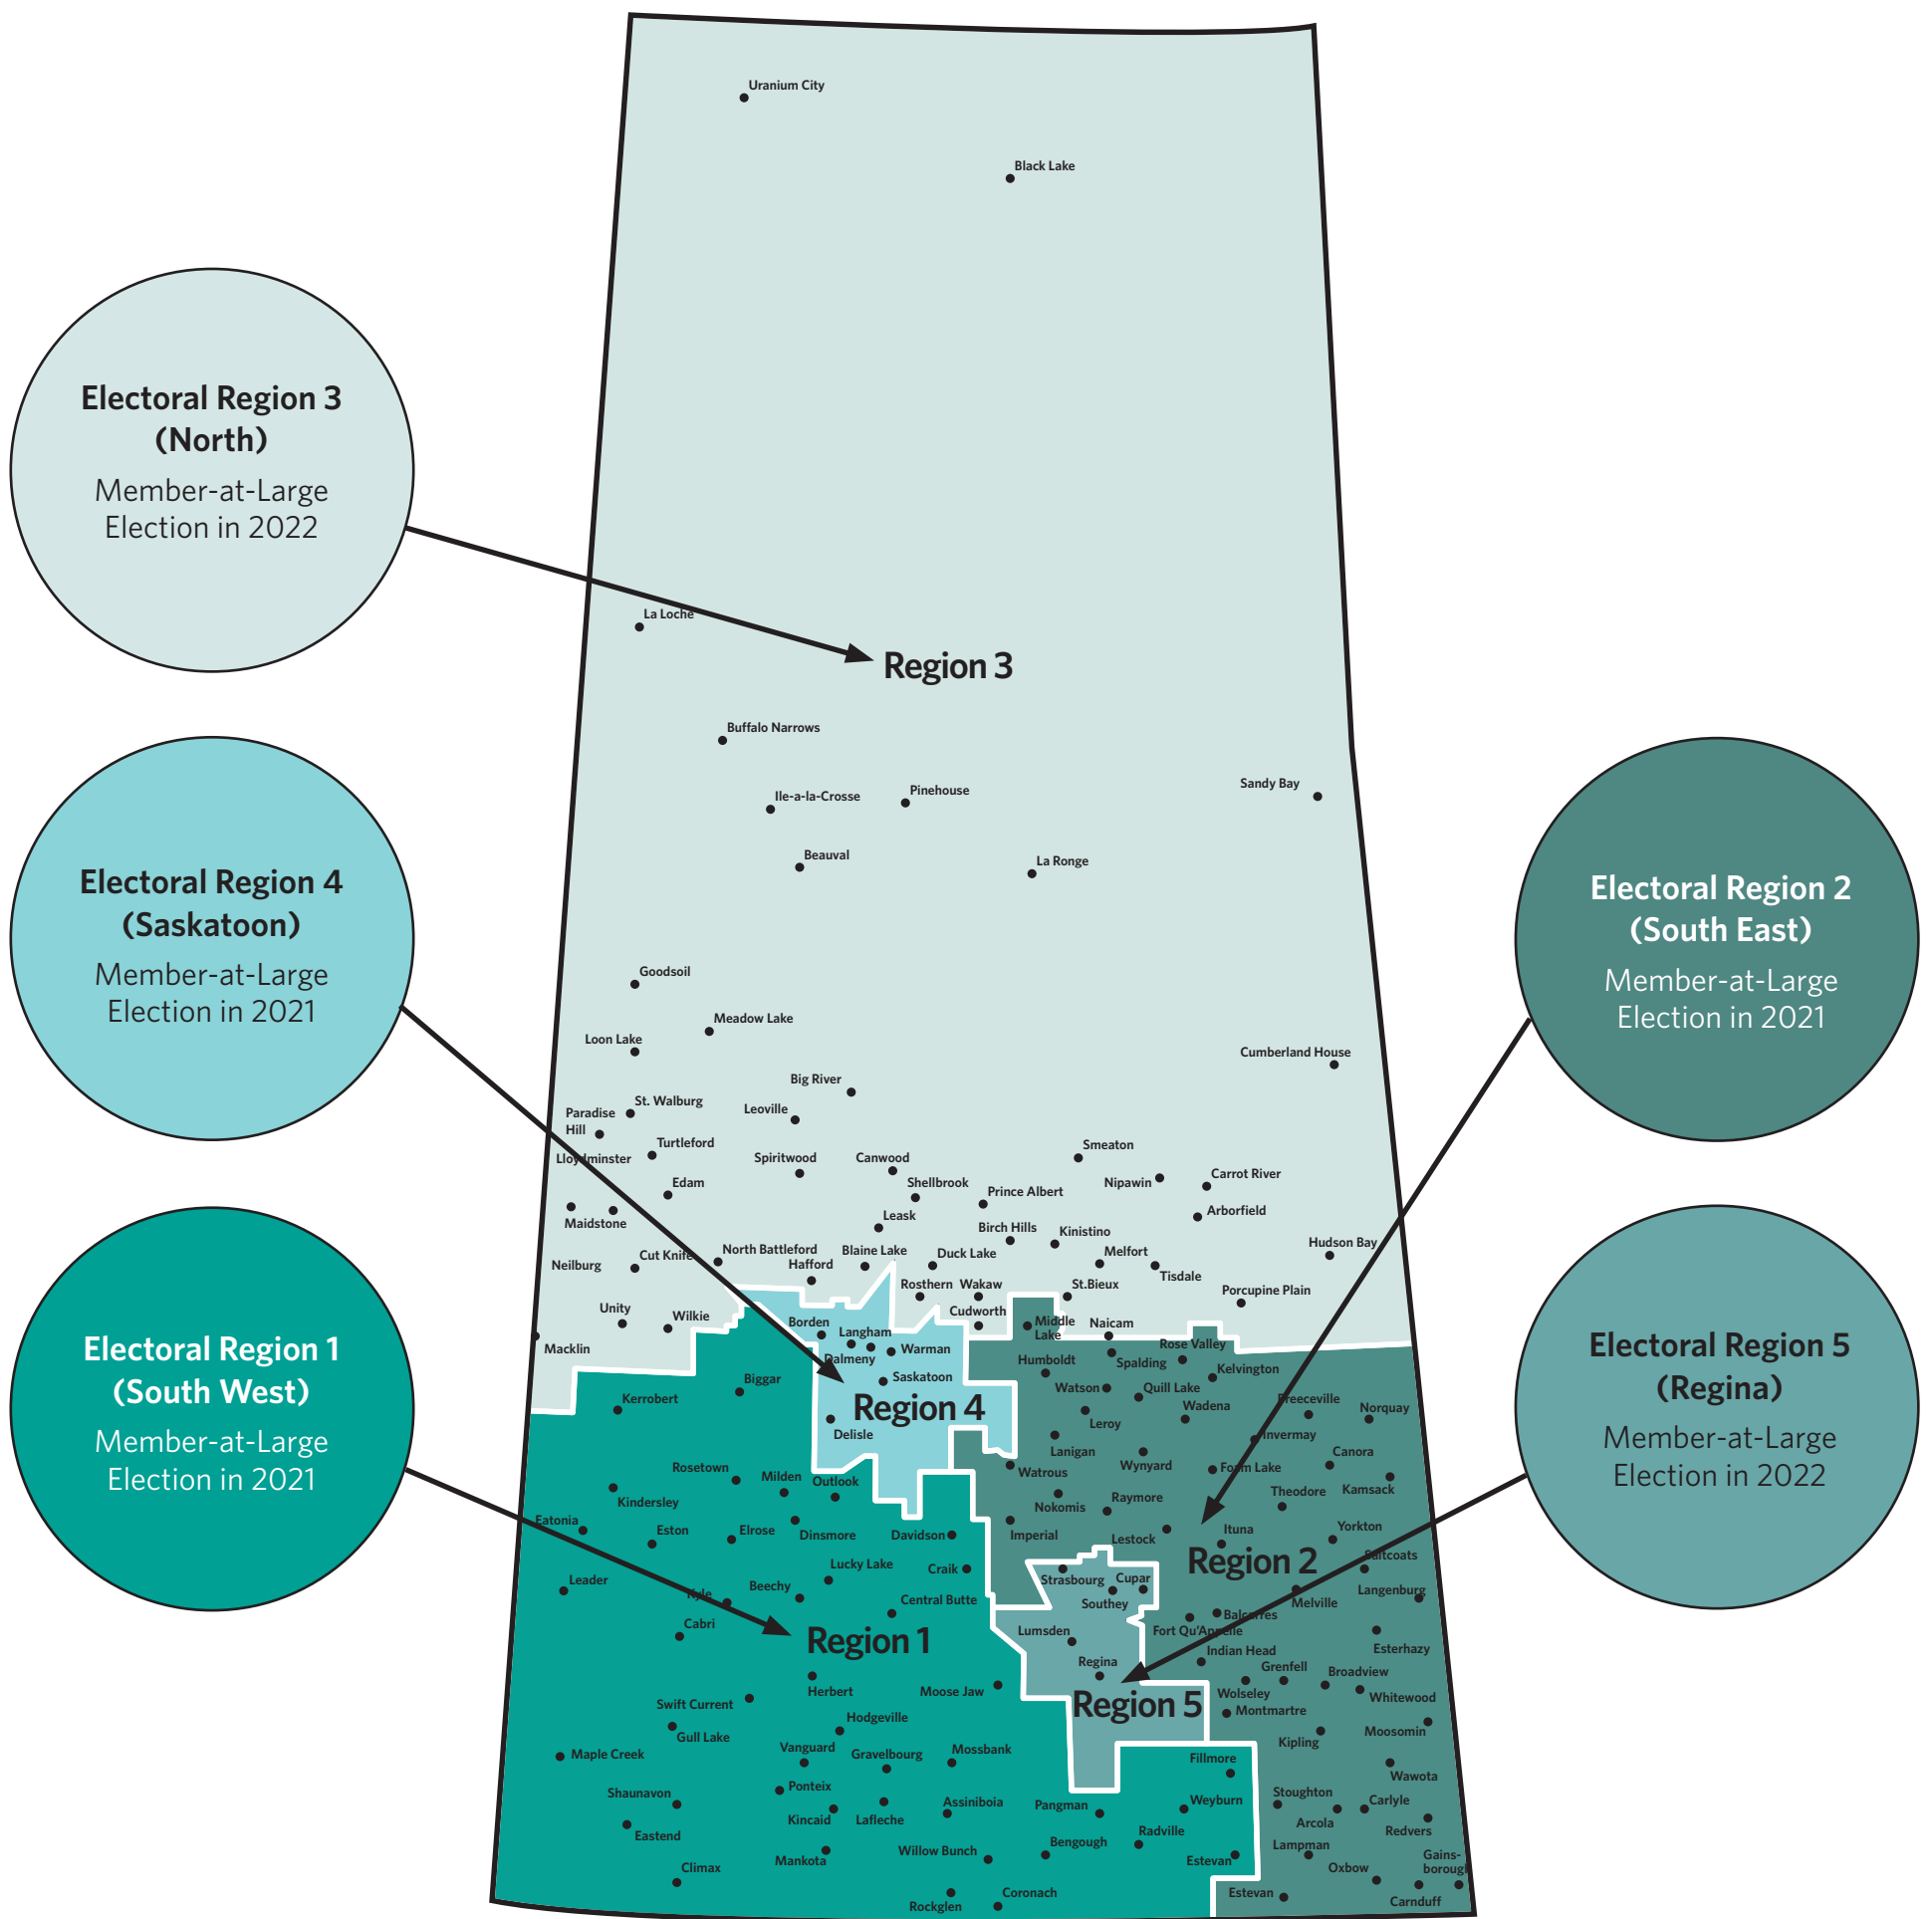 Uranium City
Black Lake
Electoral Region 3
(North)
Member-at-Large
Election in 2022
La Loche
Region 3
Buffalo Narrows
Ile-a-la-Crosse
Pinehouse
Sandy Bay
Beauval
La Ronge
Electoral Region 4
(Saskatoon)
Member-at-Large
Election in 2021
Electoral Region 2
(South East)
Member-at-Large
Election in 2021
Goodsoil
Meadow Lake
Loon Lake
Cumberland House
Big River
St. Walburg
Leoville
Paradise
Hill
Turtleford
Smeaton
Lloydminster
Spiritwood
Canwood
Carrot River
Nipawin
Edam
Shellbrook
Prince Albert
Arborfield
Maidstone
Leask
Birch Hills
Kinistino
Hudson Bay
Neilburg
Cut Knife
North Battleford
Hafford
Blaine Lake
Duck Lake
Melfort
Tisdale
Rosthern
Wakaw
St.Bieux
Porcupine Plain
Unity
Wilkie
Cudworth
Macklin
Borden
Langham
Dalmeny
Warman
Middle
Lake
Naicam
Rose Valley
Spalding
Humboldt
Kelvington
Electoral Region 1
(South West)
Member-at-Large
Election in 2021
Electoral Region 5
(Regina)
Member-at-Large
Election in 2022
Biggar
Saskatoon
Watson
Quill Lake
Kerrobert
Region 4
Wadena
Preeceville
Norquay
Leroy
Delisle
Invermay
Lanigan
Canora
Wynyard
Rosetown
Milden
Outlook
Watrous
Foam Lake
Kamsack
Theodore
Kindersley
Nokomis
Raymore
Eatonia
Eston
Elrose
Dinsmore
Davidson
Imperial
Lestock
Ituna
Yorkton
Region 2
Saltcoats
Lucky Lake
Craik
Leader
Kyle
Beechy
Strasbourg
Cupar
Southey
Langenburg
Melville
Central Butte
Balcarres
Cabri
Fort Qu'Appelle
Region 1
Lumsden
Esterhazy
Indian Head
Regina
Grenfell
Broadview
Herbert
Moose Jaw
Wolseley
Whitewood
Swift Current
Region 5
Montmartre
Hodgeville
Gull Lake
Moosomin
Kipling
Maple Creek
Vanguard
Gravelbourg
Mossbank
Fillmore
Wawota
Ponteix
Shaunavon
Stoughton
Kincaid
Lafleche
Assiniboia
Pangman
Weyburn
Carlyle
Arcola
Redvers
Eastend
Radville
Bengough
Lampman
Willow Bunch
Mankota
Estevan
Gains-
borough
Climax
Oxbow
Rockglen
Coronach
Estevan
Carnduff